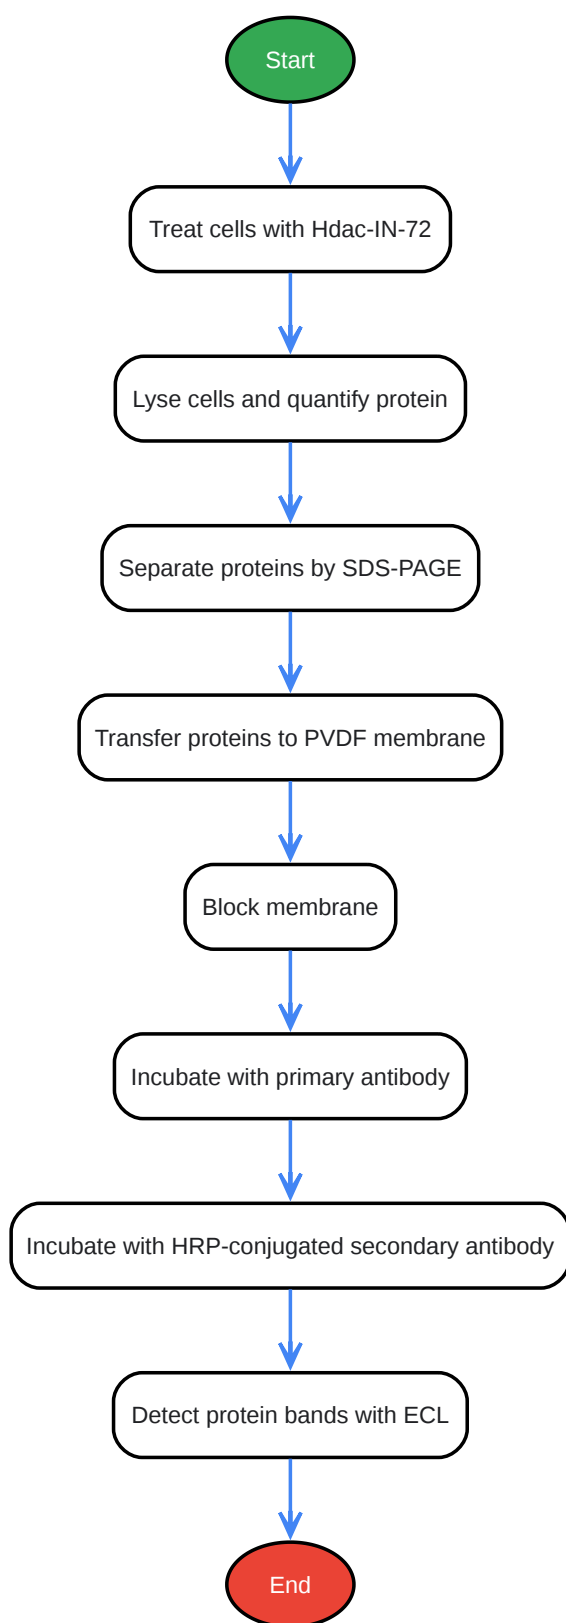 Start
Treat cells with Hdac-IN-72
Lyse cells and quantify protein
Separate proteins by SDS-PAGE
Transfer proteins to PVDF membrane
Block membrane
Incubate with primary antibody
Incubate with HRP-conjugated secondary antibody
Detect protein bands with ECL
End